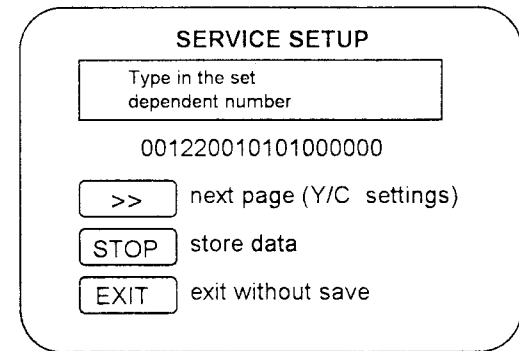 SERVICE SETUP
Type in the set
dependent number
001220010101000000
>> next page (Y/C settings)
STOP store data
EXIT exit without save